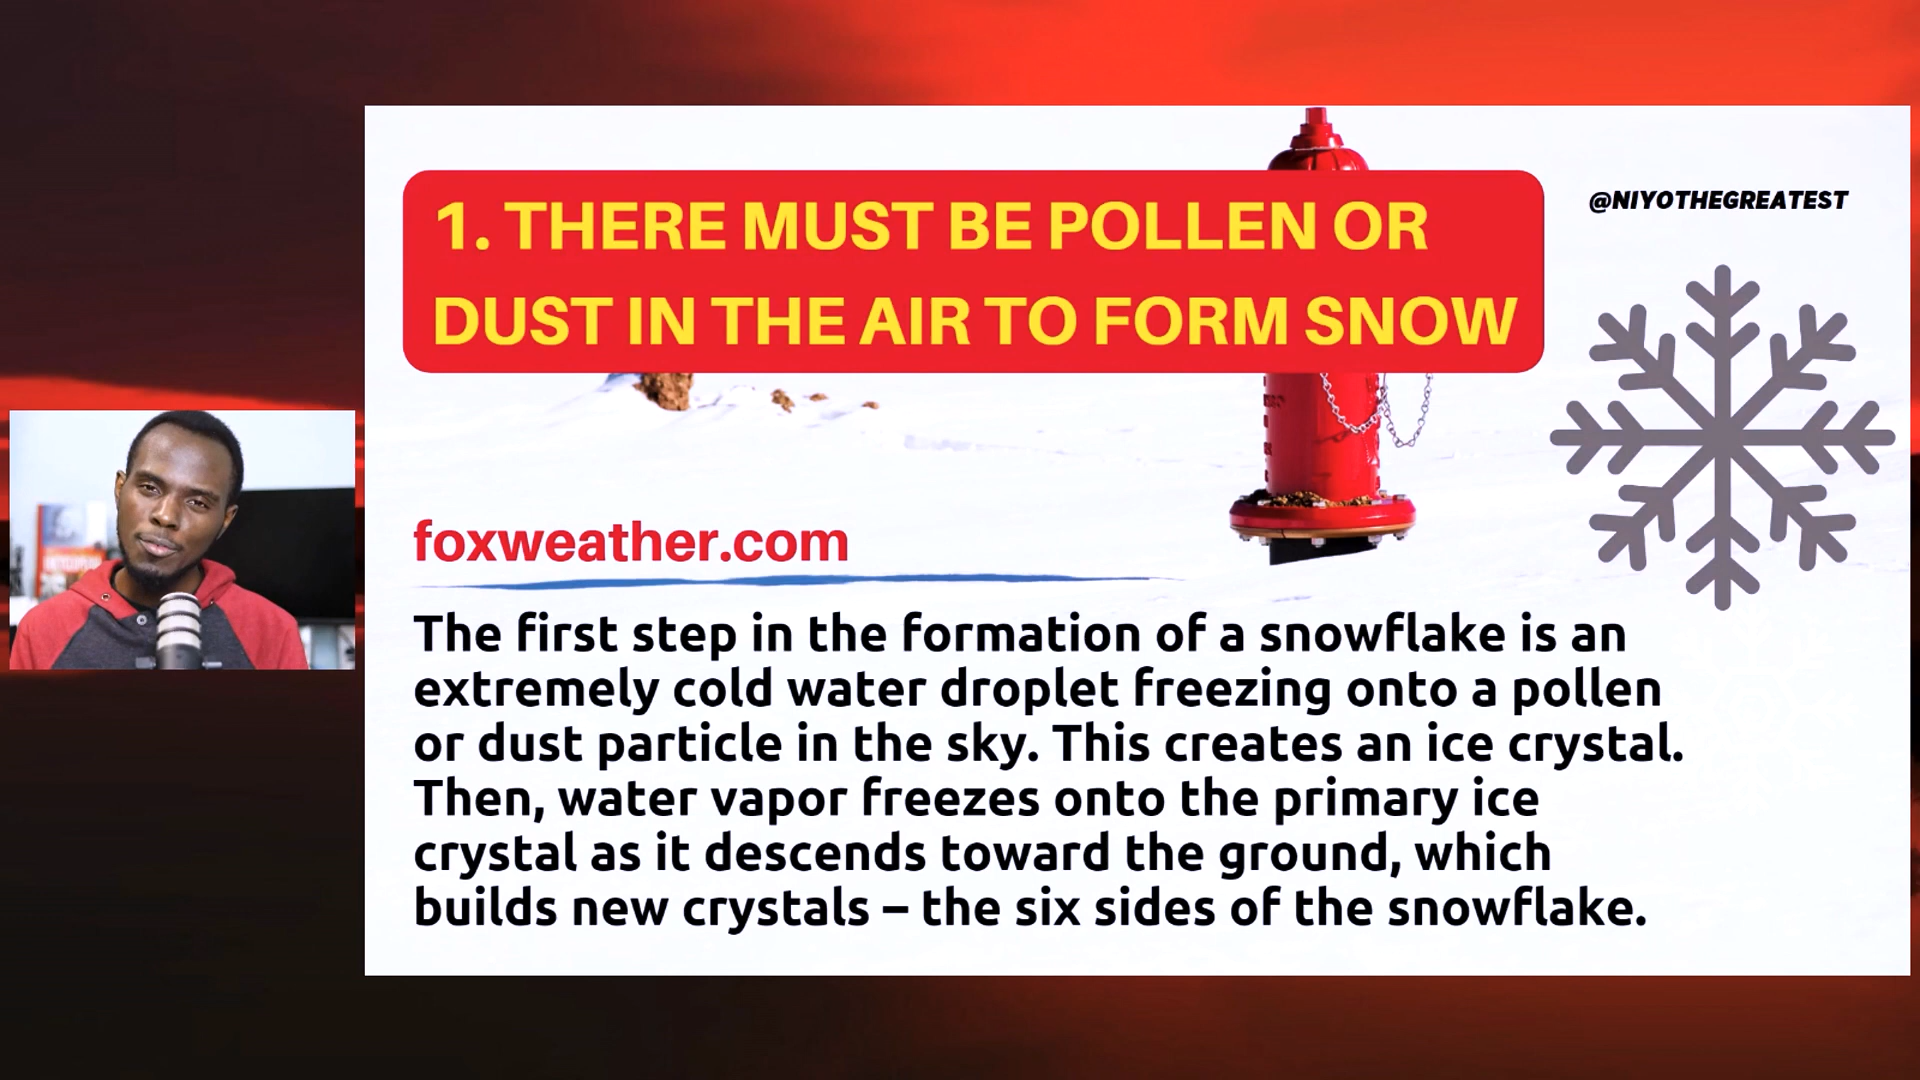 1. THERE MUST BE POLLEN OR
DUST IN THE AIR TO FORM SNOW
@NIYOTHEGREATEST
foxweather.com
The first step in the formation of a snowflake is an
extremely cold water droplet freezing onto a pollen
or dust particle in the sky. This creates an ice crystal.
Then, water vapor freezes onto the primary ice
crystal as it descends toward the ground, which
builds new crystals – the six sides of the snowflake.